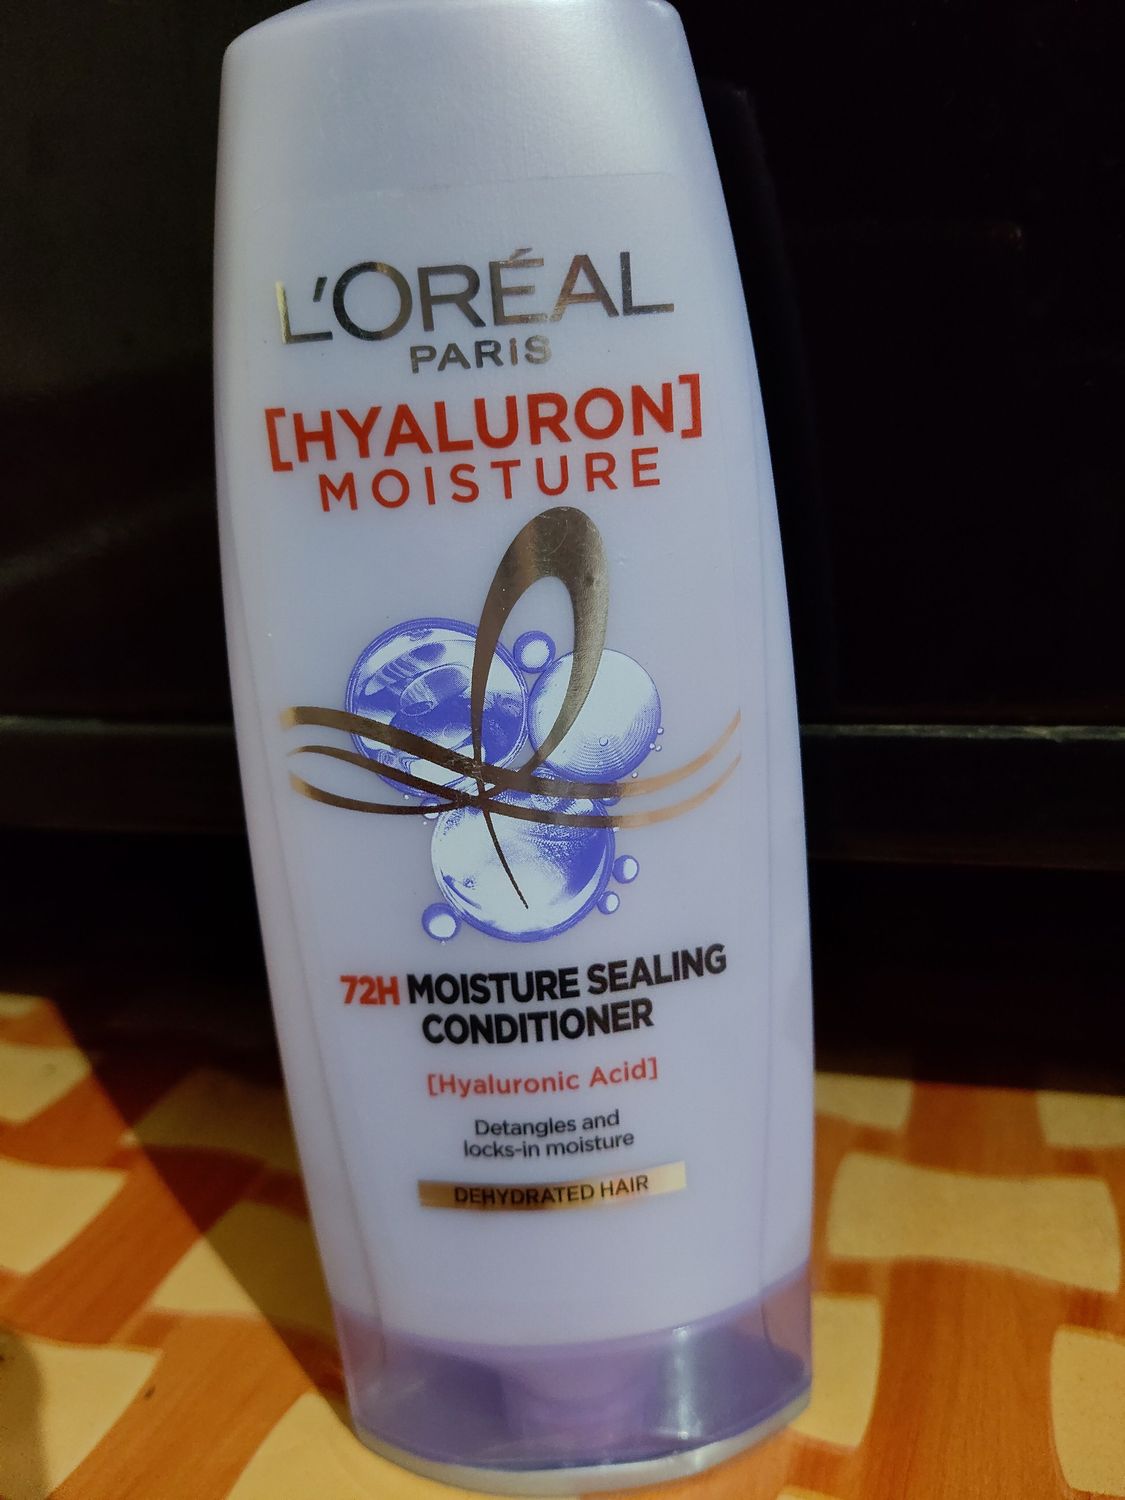 L'ORÉAL
PARIS
[HYALURON]
MOISTURE
72H MOISTURE SEALING
CONDITIONER
[Hyaluronic Acid]
Detangles and
locks-in moisture
DEHYDRATED HAIR